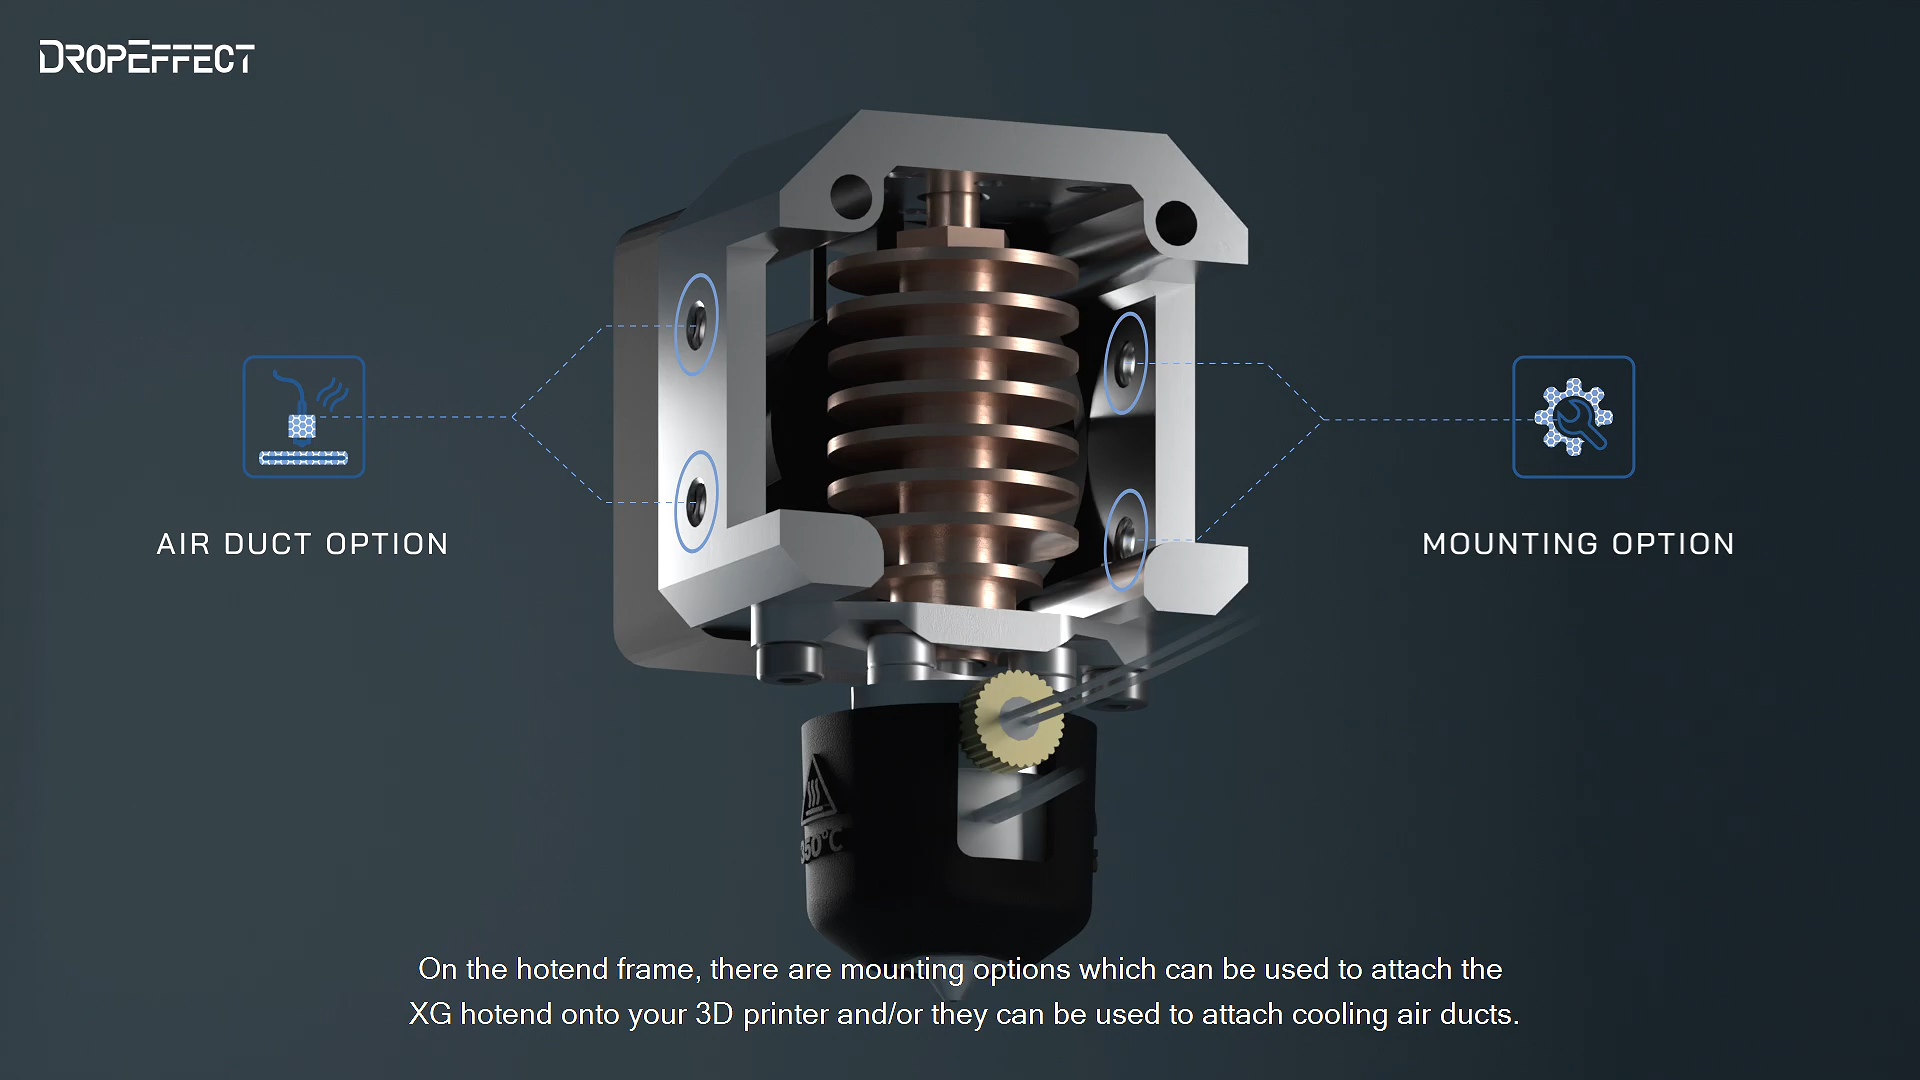 DROPEFFECT
AIR DUCT OPTION
MOUNTING OPTION
350°C
On the hotend frame, there are mounting options which can be used to attach the
XG hotend onto your 3D printer and/or they can be used to attach cooling air ducts.